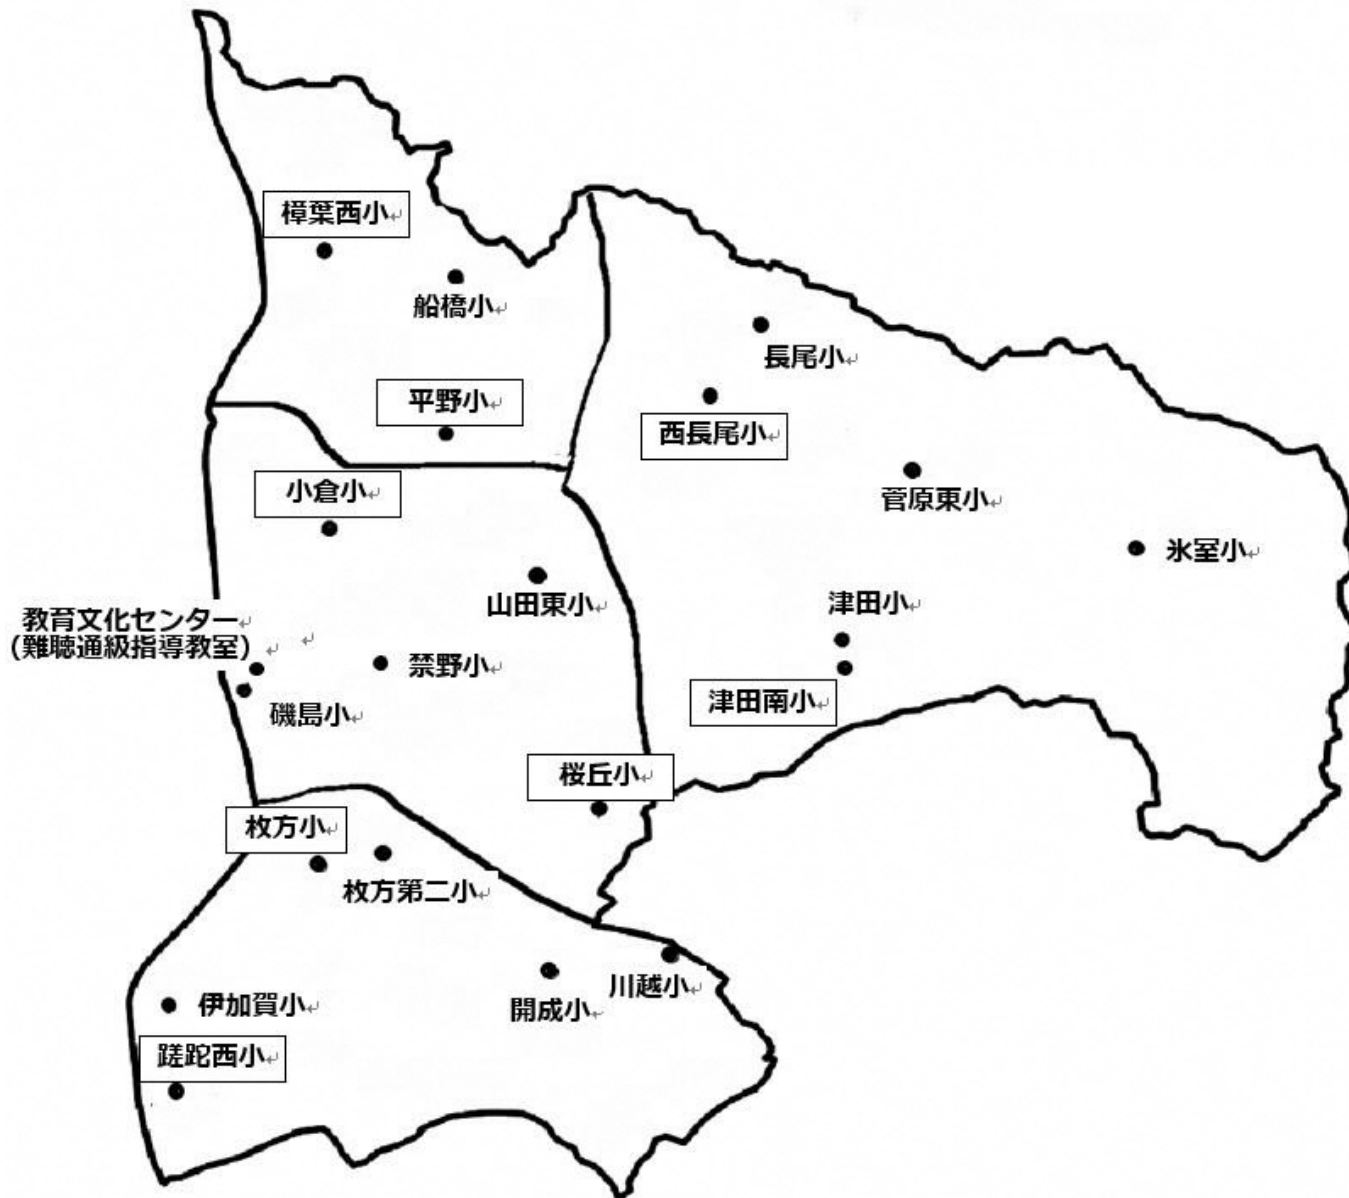 樟葉西小
船橋小
長尾小
平野小
西長尾小
小倉小
菅原東小
氷室小
山田東小
津田小
教育文化センター
(難聴通級指導教室)
禁野小
磯島小
津田南小
桜丘小
枚方小
枚方第二小
川越小
伊加賀小
開成小
蹉跎西小